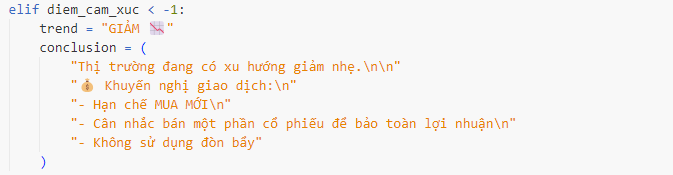 elif diem_cam_xuc < -1:
    trend = "GIẢM 📉"
    conclusion = (
        "Thị trường đang có xu hướng giảm nhẹ.\n\n"
        "💰 Khuyến nghị giao dịch:\n"
        "- Hạn chế MUA MỚI\n"
        "- Cân nhắc bán một phần cổ phiếu để bảo toàn lợi nhuận\n"
        "- Không sử dụng đòn bẩy"
    )